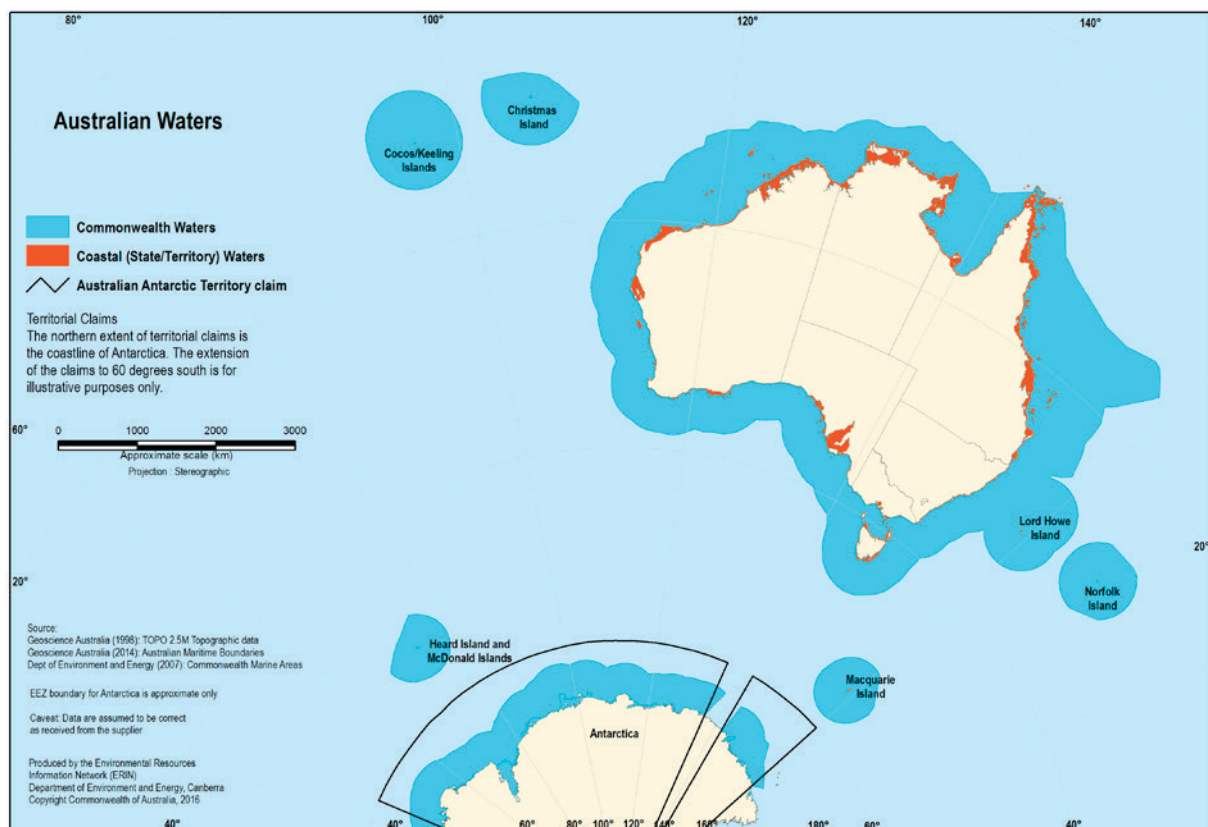 80°
100°
120°
140°
Australian Waters
Christmas
Island
Cocos/Keeling
Islands
Commonwealth Waters
Coastal (State/Territory) Waters
Australian Antarctic Territory claim
Territorial Claims
The northern extent of territorial claims is
the coastline of Antarctica. The extension
of the claims to 60 degrees south is for
illustrative purposes only.
60°
0
1000
2000
3000
Approximate scale (km)
Projection : Stereographic
Lord Howe
Island
20°
Norfolk
Island
20°
Source:
Geoscience Australia (1998): TOPO 2.5M Topographic data
Geoscience Australia (2014): Australian Maritime Boundaries
Dept of Environment and Energy (2007): Commonwealth Marine Areas
Heard Island and
McDonald Islands
Macquarie
Island
EEZ boundary for Antarctica is approximate only
Caveat: Data are assumed to be correct
as received from the supplier
Antarctica
Produced by the Environmental Resources
Information Network (ERIN)
Department of Environment and Energy, Canberra
Copyright Commonwealth of Australia, 2016
40°
40°
60°
80°
100°
120°
140°
160°
180°
60°
40°